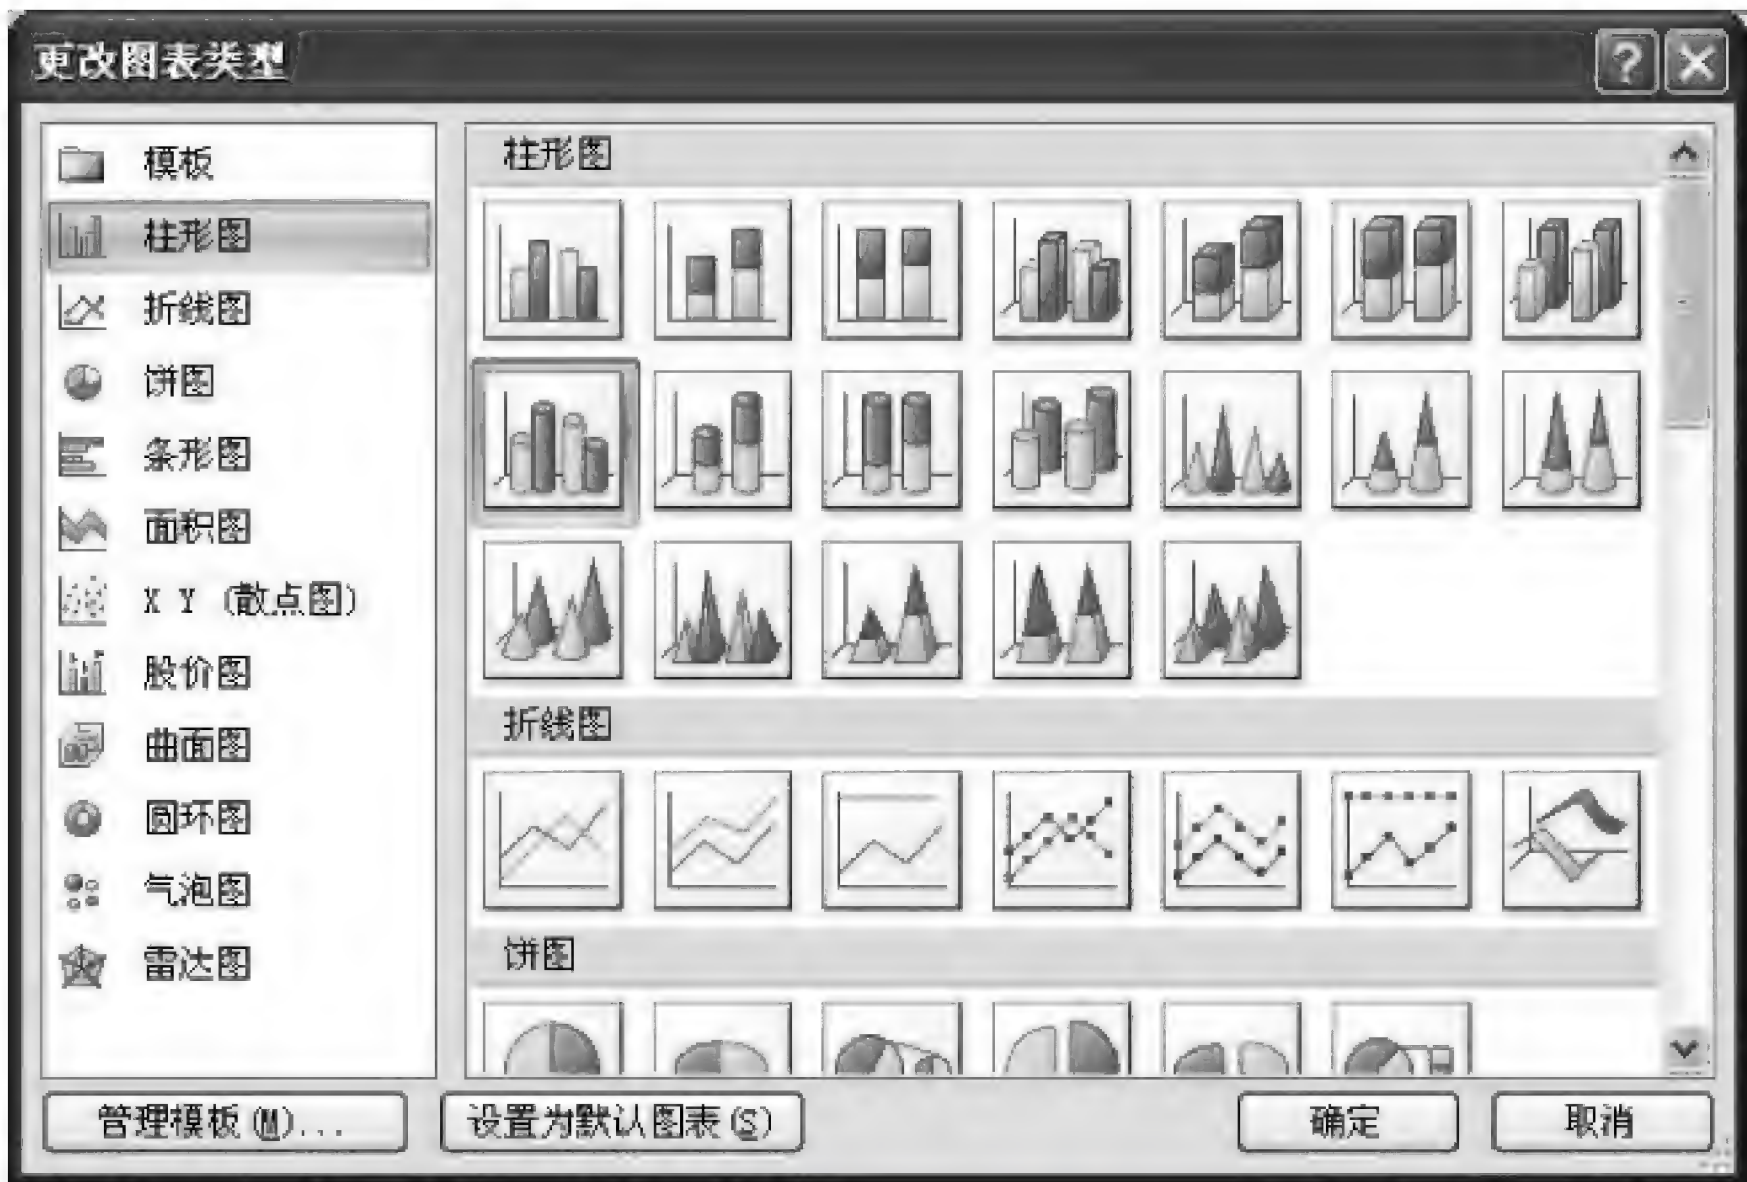 更改图表类型
模板
柱形图
折线图
饼图
条形图
面积图
X Y (散点图)
股价图
曲面图
圆环图
气泡图
雷达图
柱形图
折线图
饼图
管理模板(M)...
设置为默认图表(S)
确定
取消